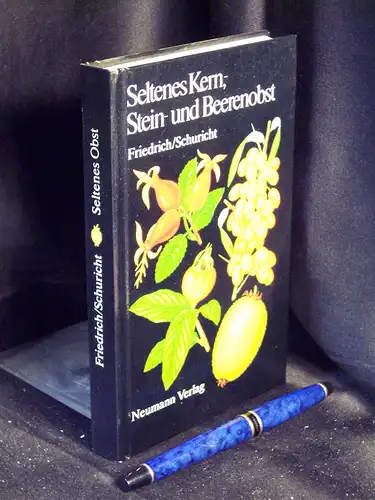 Seltenes Kern-,
Stein- und Beerenobst
Friedrich/Schuricht
Neumann Verlag
Friedrich/Schuricht Seltenes Obst